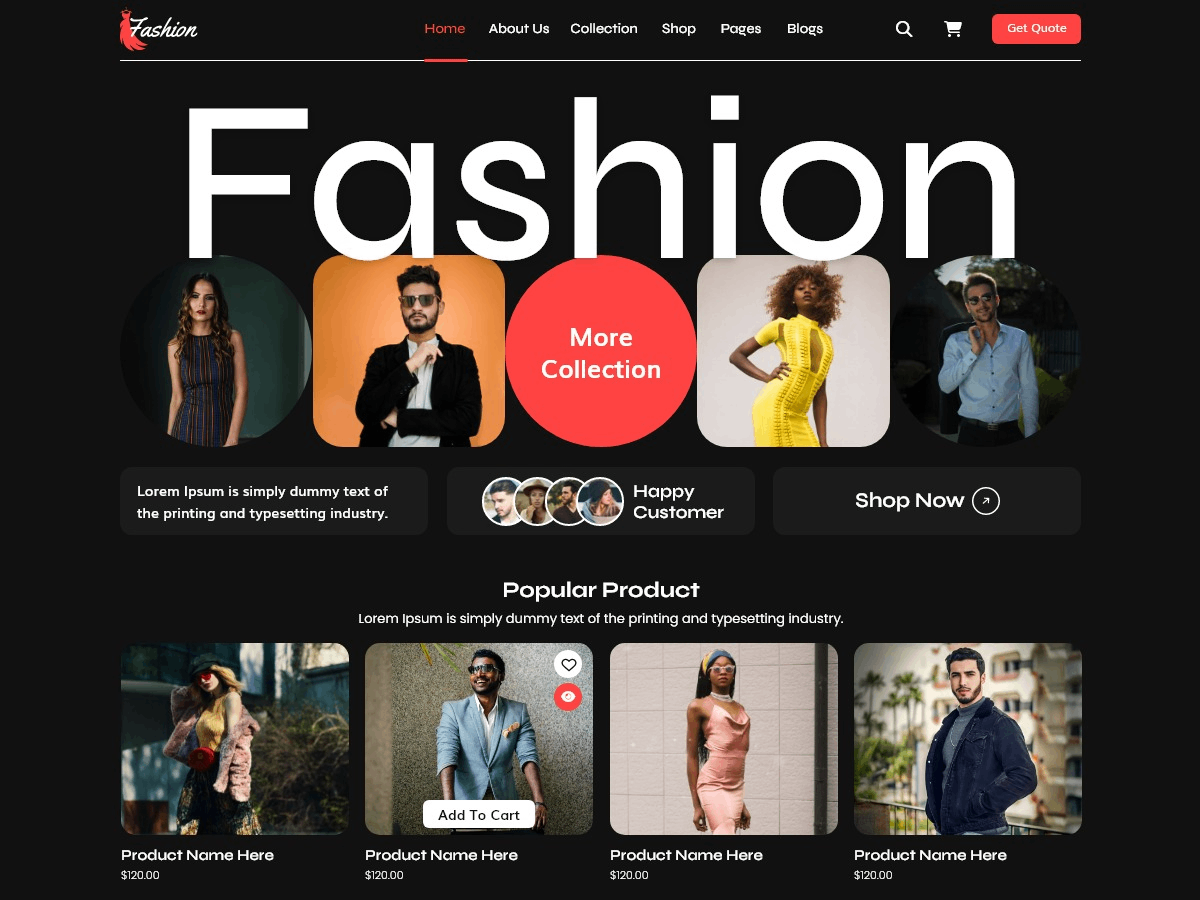 Fashion
Home About Us Collection Shop Pages Blogs Get Quote
Fashion
More
Collection
Lorem Ipsum is simply dummy text of
the printing and typesetting industry.
Happy
Customer
Shop Now
Popular Product
Lorem Ipsum is simply dummy text of the printing and typesetting industry.
Add To Cart
Product Name Here Product Name Here Product Name Here Product Name Here
$120.00 $120.00 $120.00 $120.00